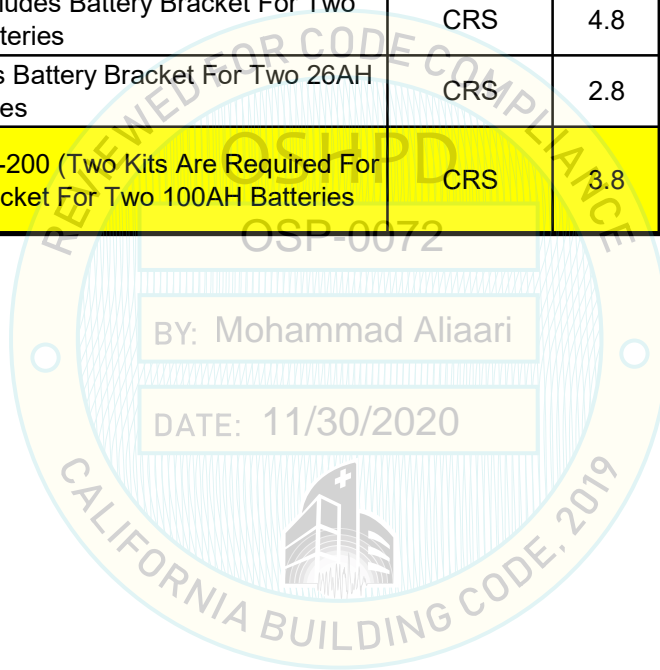 ludes Battery Bracket For Two
teries
CRS
4.8
s Battery Bracket For Two 26AH
es
CRS
2.8
-200 (Two Kits Are Required For
cket For Two 100AH Batteries
CRS
3.8
REVIEWED FOR CODE COMPLIANCE
OSHPD
OSP-0072
BY: Mohammad Aliaari
DATE: 11/30/2020
CALIFORNIA BUILDING CODE, 2019